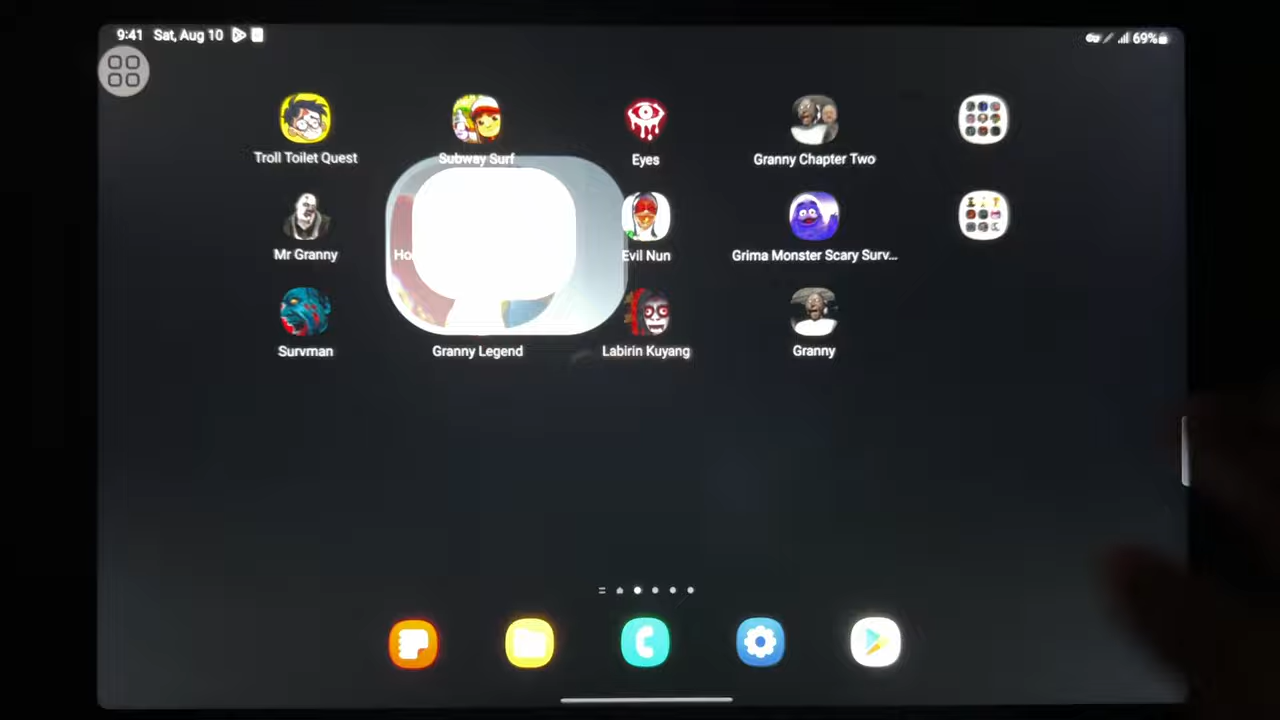 9:41 Sat, Aug 10
69%
Troll Toilet Quest
Subway Surf
Eyes
Granny Chapter Two
Mr Granny
Ho
Evil Nun
Grima Monster Scary Surv...
Survman
Granny Legend
Labirin Kuyang
Granny